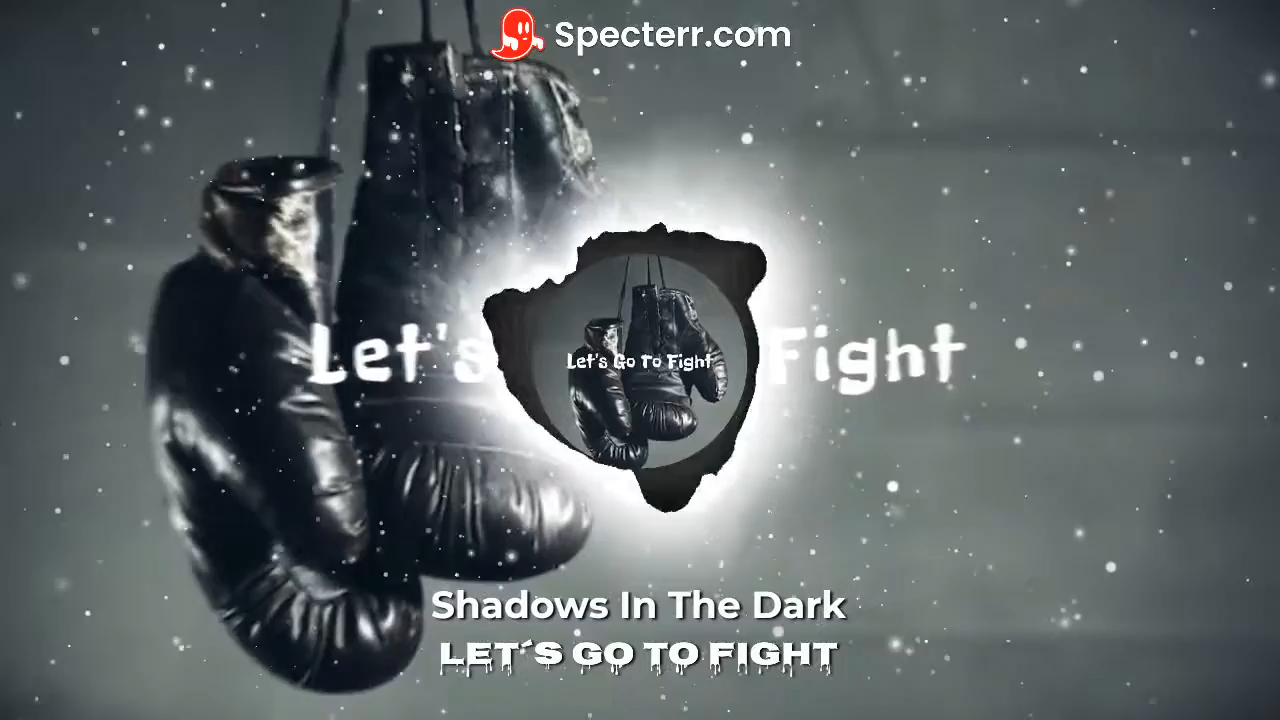 Specterr.com
Let's Fight
Let's Go To Fight
Shadows In The Dark
LET´S GO TO FIGHT